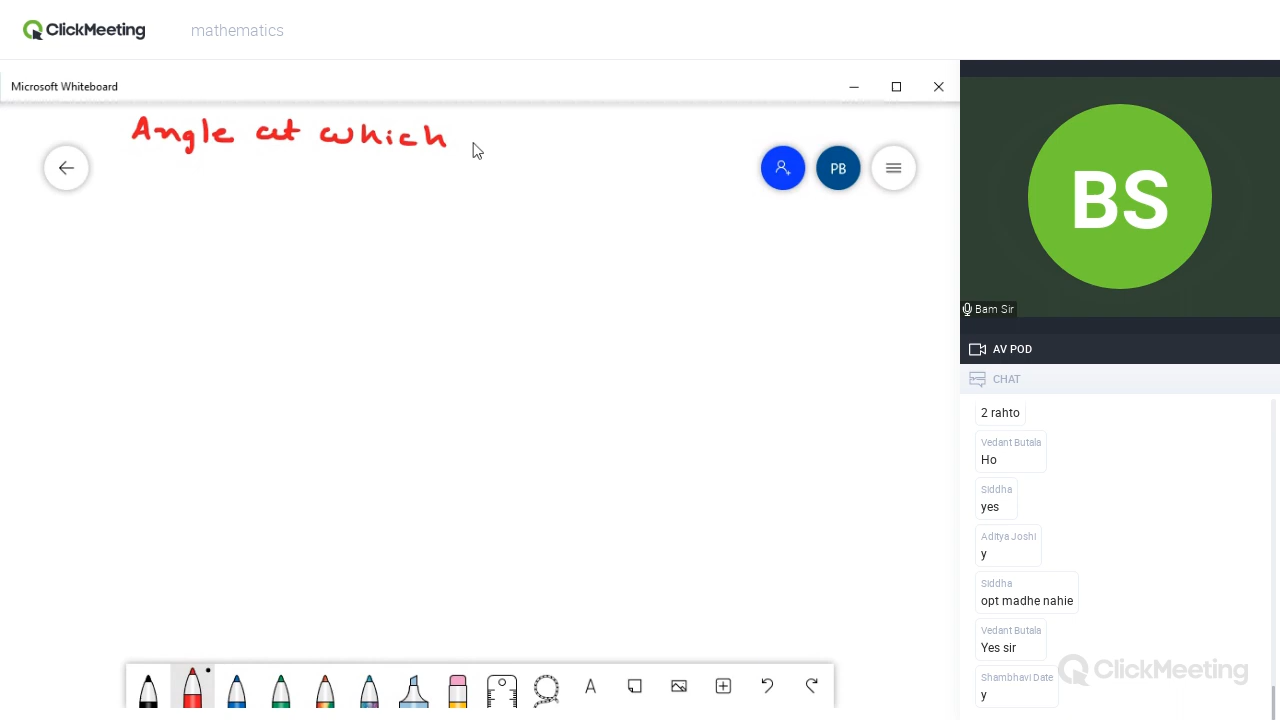 ClickMeeting
mathematics
Microsoft Whiteboard
Angle at which
PB
BS
Bam Sir
AV POD
CHAT
2 rahto
Vedant Butala
Ho
Siddha
yes
Aditya Joshi
y
Siddha
opt madhe nahie
Vedant Butala
Yes sir
Shambhavi Date
y
ClickMeeting
A